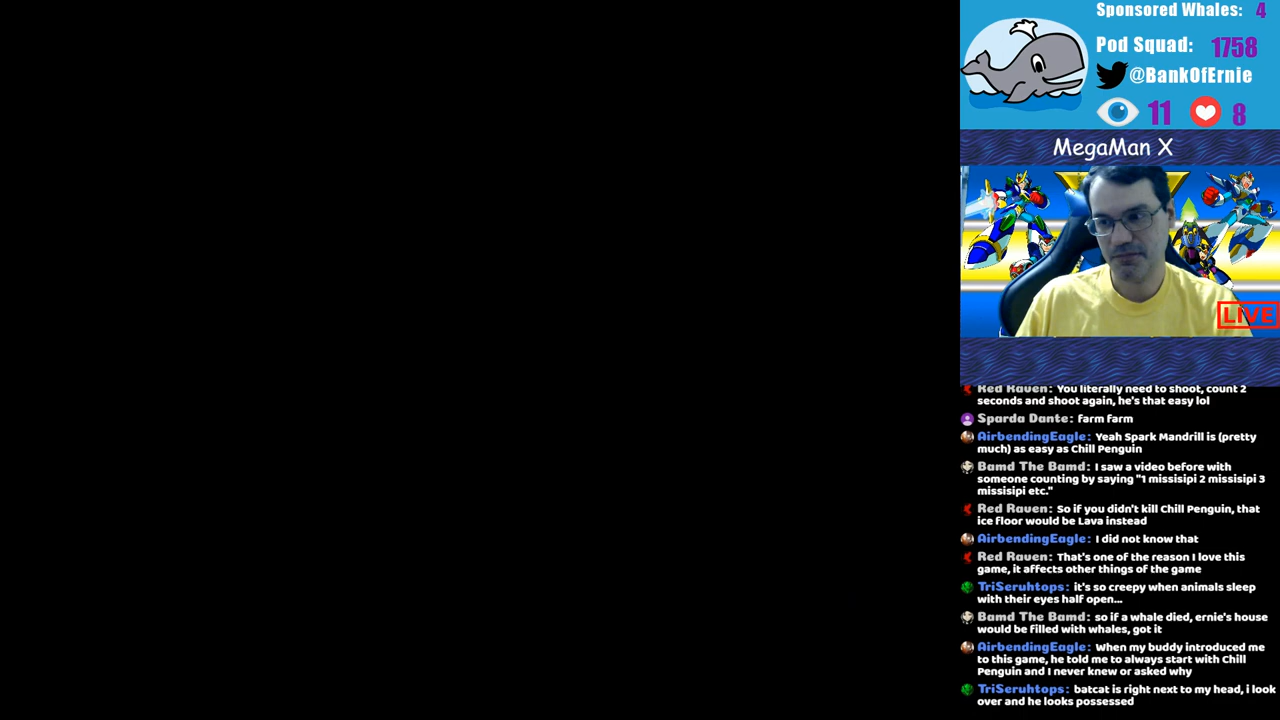 Sponsored Whales: 4
Pod Squad: 1758
@BankOfErnie
11 8
MegaMan X
LIVE
Red Raven: You literally need to shoot, count 2
seconds and shoot again, he's that easy lol
Sparda Dante: farm farm
AirbendingEagle: Yeah Spark Mandrill is (pretty
much) as easy as Chill Penguin
Bamd The Bamd: I saw a video before with
someone counting by saying "1 missisipi 2 missisipi 3
missisipi etc."
Red Raven: So if you didn't kill Chill Penguin, that
ice floor would be Lava instead
AirbendingEagle: I did not know that
Red Raven: That's one of the reason I love this
game, it affects other things of the game
TriSeruhtops: it's so creepy when animals sleep
with their eyes half open...
Bamd The Bamd: so if a whale died, ernie's house
would be filled with whales, got it
AirbendingEagle: When my buddy introduced me
to this game, he told me to always start with Chill
Penguin and I never knew or asked why
TriSeruhtops: batcat is right next to my head, i look
over and he looks possessed